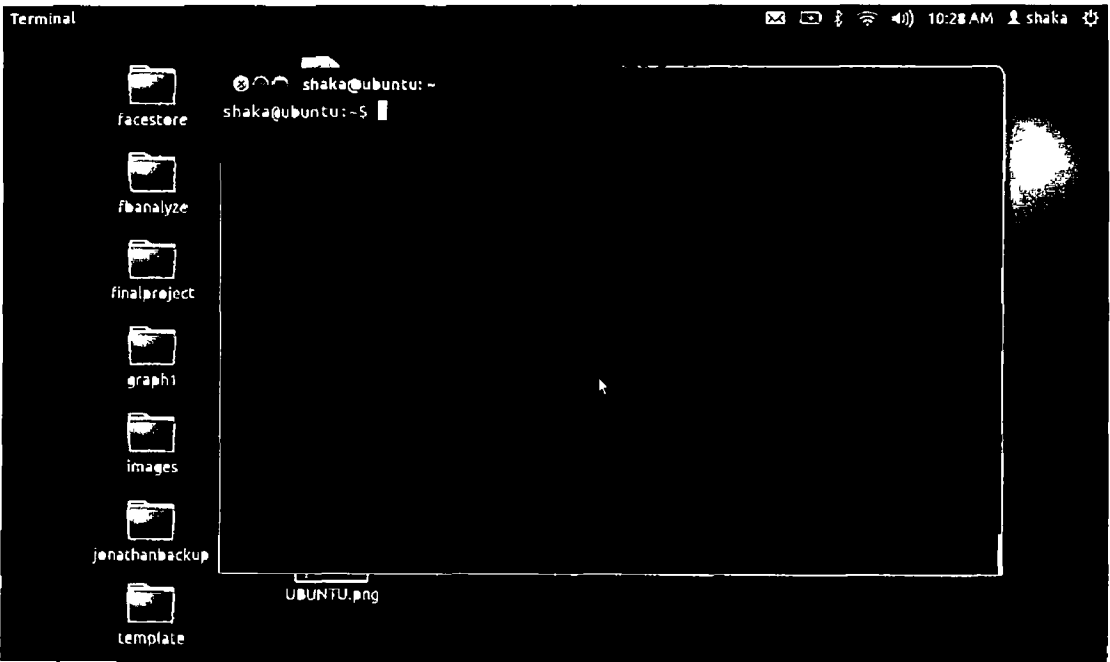 Terminal
10:28 AM shaka
shaka@ubuntu: ~
shaka@ubuntu:~$
facestore
fbanalyze
finalproject
graph1
images
jonathanbackup
template
UBUNTU.png